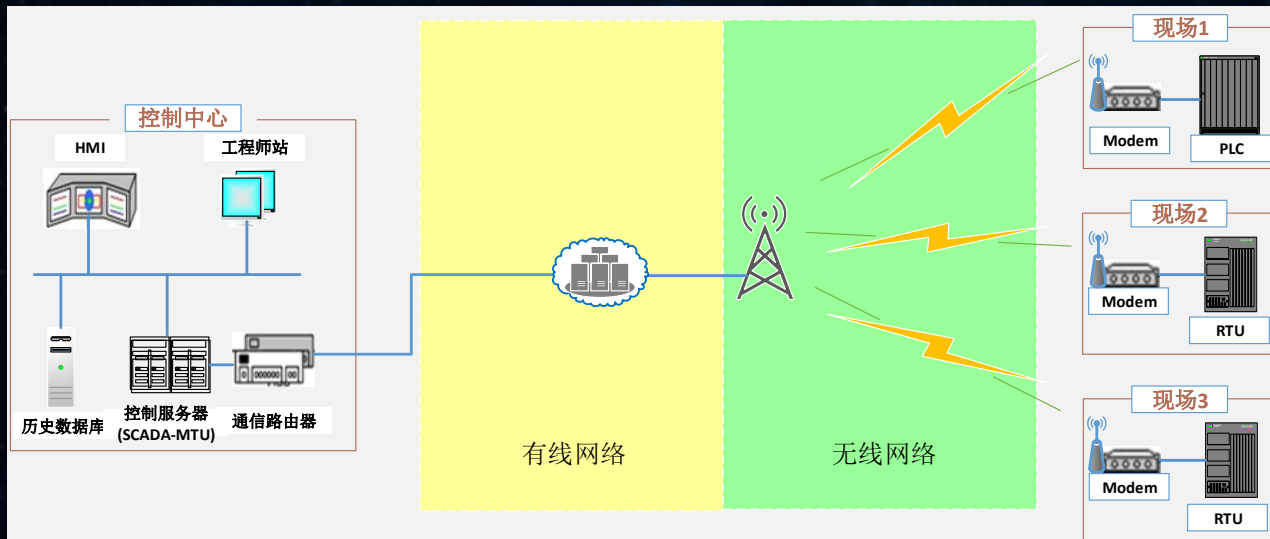 控制中心
HMI
工程师站
历史数据库
控制服务器
(SCADA-MTU)
通信路由器
有线网络
无线网络
现场1
Modem
PLC
现场2
Modem
RTU
现场3
Modem
RTU